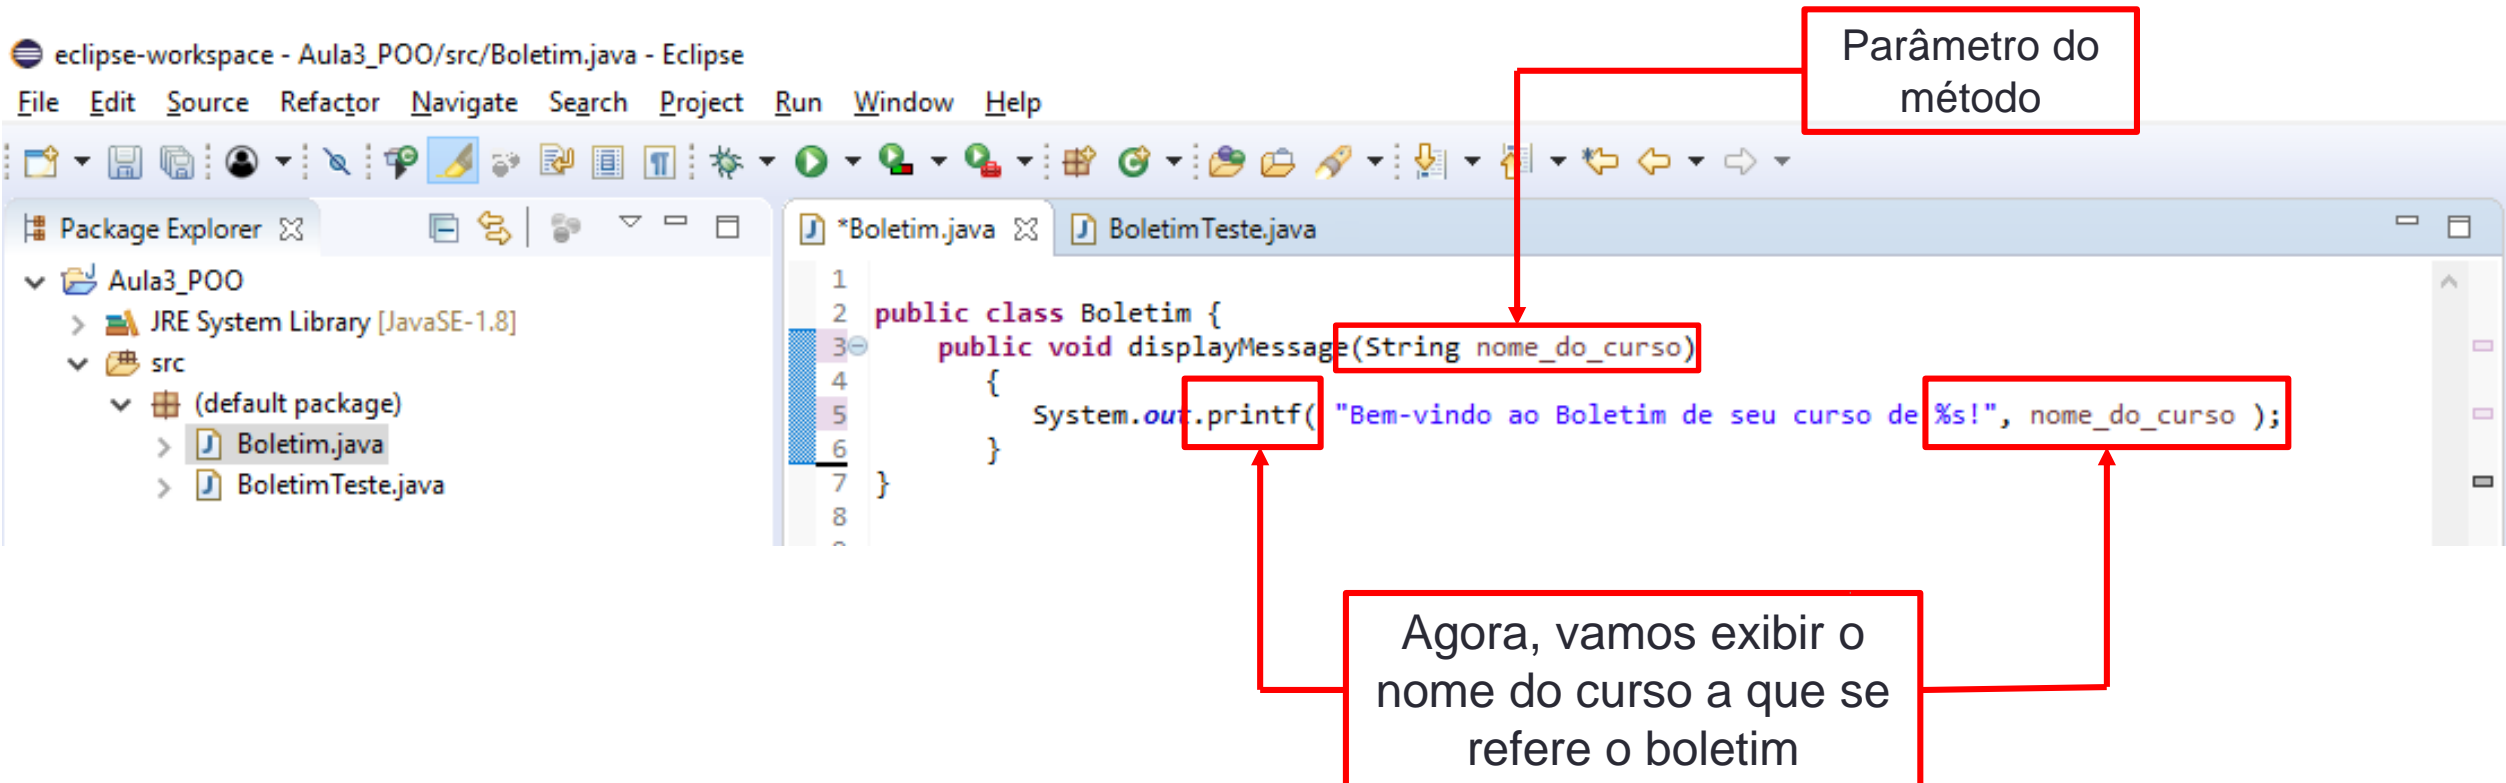 Parâmetro do
método
eclipse-workspace - Aula3_POO/src/Boletim.java - Eclipse
File Edit Source Refactor Navigate Search Project Run Window Help
Package Explorer
*Boletim.java BoletimTeste.java
Aula3_POO
JRE System Library [JavaSE-1.8]
src
(default package)
Boletim.java
BoletimTeste.java
1
2 public class Boletim {
3 public void displayMessage(String nome_do_curso)
4 {
5 System.out.printf( "Bem-vindo ao Boletim de seu curso de %s!", nome_do_curso );
6 }
7 }
8
Agora, vamos exibir o
nome do curso a que se
refere o boletim